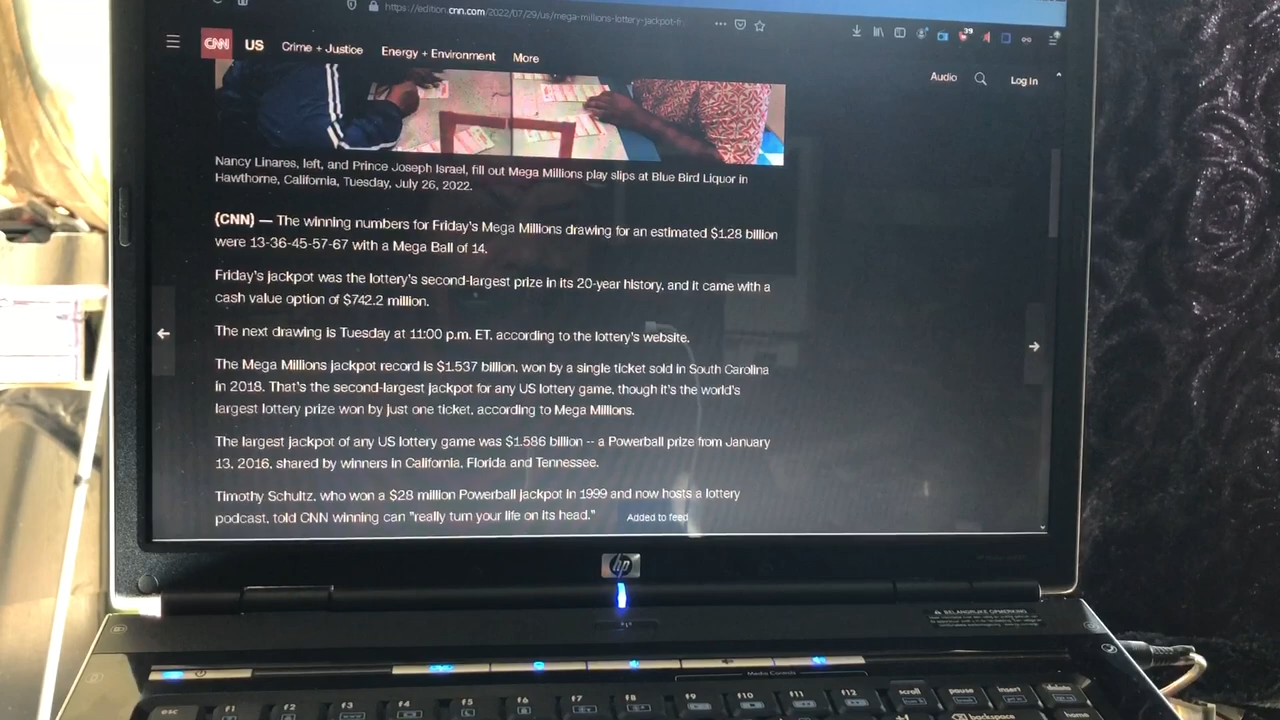 https://edition.cnn.com/2022/07/29/us/mega-millions-lottery-jackpot-f
39
CNN US Crime + Justice Energy + Environment More
Audio Log In
Nancy Linares, left, and Prince Joseph Israel, fill out Mega Millions play slips at Blue Bird Liquor in
Hawthorne, California, Tuesday, July 26, 2022.
(CNN) — The winning numbers for Friday's Mega Millions drawing for an estimated $1.28 billion
were 13-36-45-57-67 with a Mega Ball of 14.
Friday's jackpot was the lottery's second-largest prize in its 20-year history, and it came with a
cash value option of $742.2 million.
The next drawing is Tuesday at 11:00 p.m. ET, according to the lottery's website.
The Mega Millions jackpot record is $1.537 billion, won by a single ticket sold in South Carolina
in 2018. That's the second-largest jackpot for any US lottery game, though it's the world's
largest lottery prize won by just one ticket, according to Mega Millions.
The largest jackpot of any US lottery game was $1.586 billion -- a Powerball prize from January
13, 2016, shared by winners in California, Florida and Tennessee.
Timothy Schultz, who won a $28 million Powerball jackpot in 1999 and now hosts a lottery
podcast, told CNN winning can "really turn your life on its head."
Added to feed
hp
BELANGRIJKE OPMERKING
Media Controls
esc F1 F2 F3 F4 F5 F6 F7 F8 F9 F10 F11 F12 scroll pause insert delete
backspace home